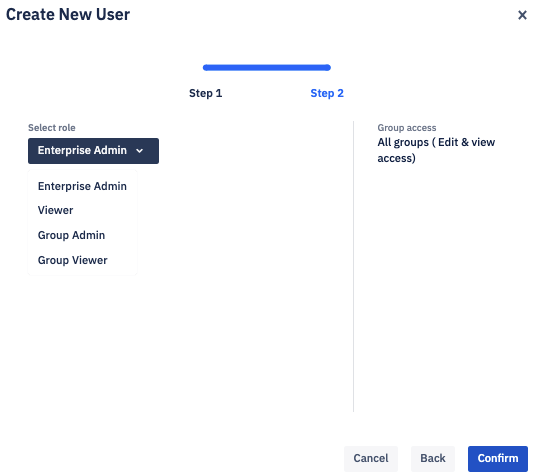 Create New User
Step 1
Step 2
Select role
Enterprise Admin
Enterprise Admin
Viewer
Group Admin
Group Viewer
Group access
All groups ( Edit & view
access)
Cancel
Back
Confirm